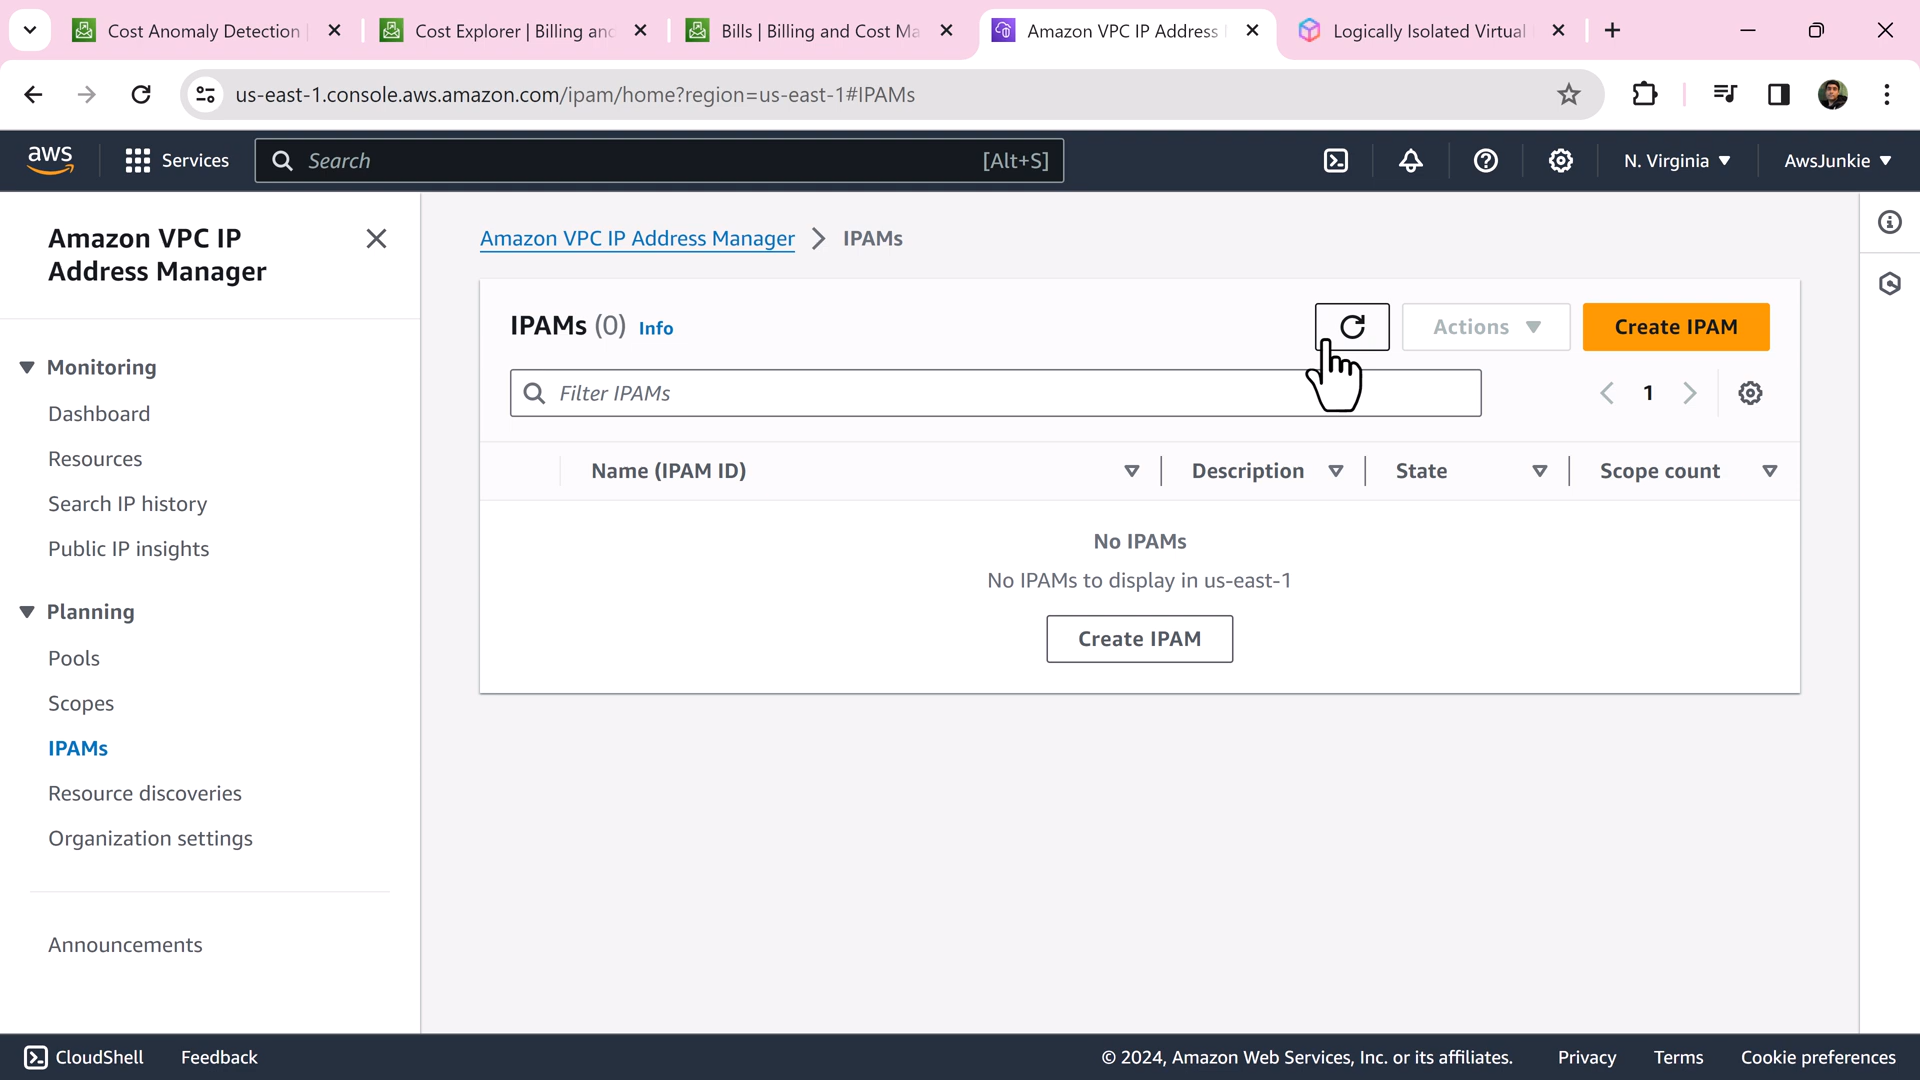 Cost Anomaly Detection
Cost Explorer | Billing anc
Bills | Billing and Cost Ma
Amazon VPC IP Address
Logically Isolated Virtual
us-east-1.console.aws.amazon.com/ipam/home?region=us-east-1#IPAMs
aws
Services
Search
[Alt+S]
N. Virginia
AwsJunkie
Amazon VPC IP
Address Manager
Monitoring
Dashboard
Resources
Search IP history
Public IP insights
Planning
Pools
Scopes
IPAMs
Resource discoveries
Organization settings
Announcements
Amazon VPC IP Address Manager
IPAMs
IPAMs (0) Info
Actions
Create IPAM
Filter IPAMs
1
Name (IPAM ID)
Description
State
Scope count
No IPAMs
No IPAMs to display in us-east-1
Create IPAM
CloudShell
Feedback
© 2024, Amazon Web Services, Inc. or its affiliates.
Privacy
Terms
Cookie preferences